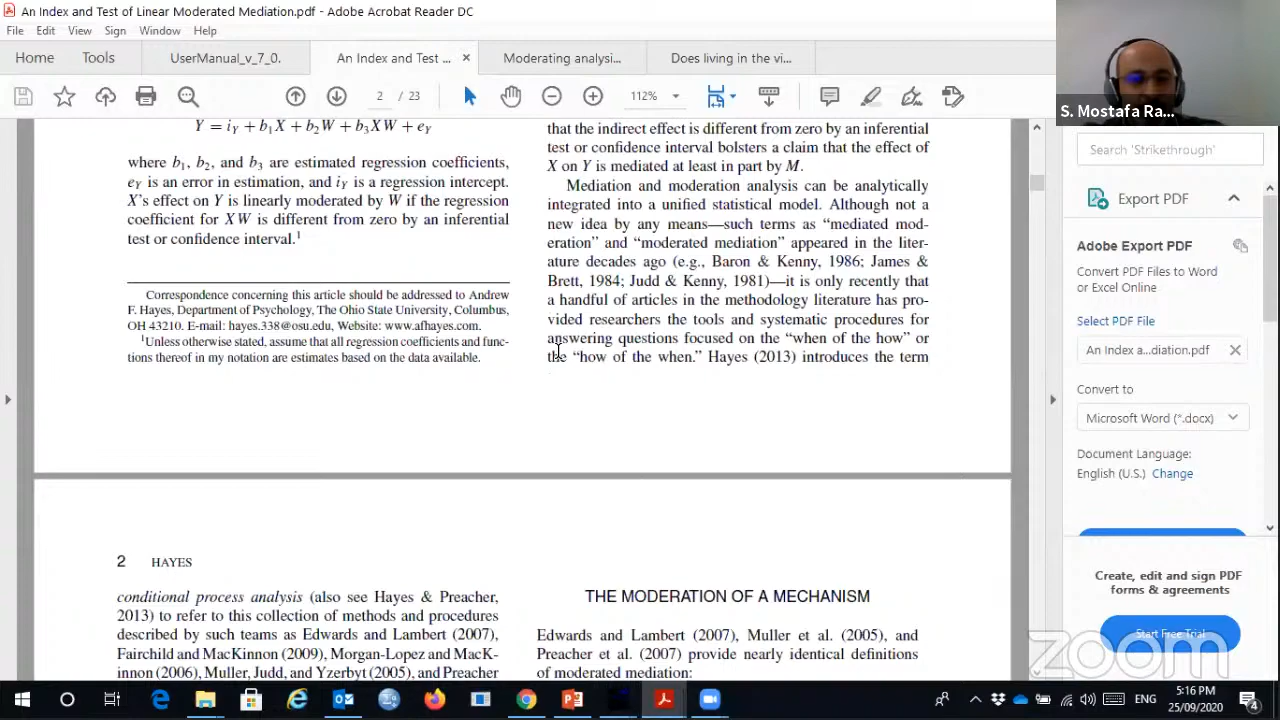 An Index and Test of Linear Moderated Mediation.pdf - Adobe Acrobat Reader DC
File Edit View Sign Window Help
Home Tools UserManual_v_7_0. An Index and Test ... × Moderating analysi... Does living in the vi...
2 / 23 112%
S. Mostafa Ra...
Y = iY + b1X + b2W + b3XW + eY
where b1, b2, and b3 are estimated regression coefficients,
eY is an error in estimation, and iY is a regression intercept.
X's effect on Y is linearly moderated by W if the regression
coefficient for XW is different from zero by an inferential
test or confidence interval.1
Correspondence concerning this article should be addressed to Andrew
F. Hayes, Department of Psychology, The Ohio State University, Columbus,
OH 43210. E-mail: hayes.338@osu.edu, Website: www.afhayes.com.
1Unless otherwise stated, assume that all regression coefficients and func-
tions thereof in my notation are estimates based on the data available.
that the indirect effect is different from zero by an inferential
test or confidence interval bolsters a claim that the effect of
X on Y is mediated at least in part by M.
Mediation and moderation analysis can be analytically
integrated into a unified statistical model. Although not a
new idea by any means—such terms as “mediated mod-
eration” and “moderated mediation” appeared in the liter-
ature decades ago (e.g., Baron & Kenny, 1986; James &
Brett, 1984; Judd & Kenny, 1981)—it is only recently that
a handful of articles in the methodology literature has pro-
vided researchers the tools and systematic procedures for
answering questions focused on the “when of the how” or
the “how of the when.” Hayes (2013) introduces the term
2 HAYES
conditional process analysis (also see Hayes & Preacher,
2013) to refer to this collection of methods and procedures
described by such teams as Edwards and Lambert (2007),
Fairchild and MacKinnon (2009), Morgan-Lopez and MacK-
innon (2006), Muller, Judd, and Yzerbyt (2005), and Preacher
THE MODERATION OF A MECHANISM
Edwards and Lambert (2007), Muller et al. (2005), and
Preacher et al. (2007) provide nearly identical definitions
of moderated mediation:
Search 'Strikethrough'
Export PDF
Adobe Export PDF
Convert PDF Files to Word
or Excel Online
Select PDF File
An Index a...diation.pdf ×
Convert to
Microsoft Word (*.docx)
Document Language:
English (U.S.) Change
Create, edit and sign PDF
forms & agreements
Start Free Trial
zoom
ENG
5:16 PM
25/09/2020
4